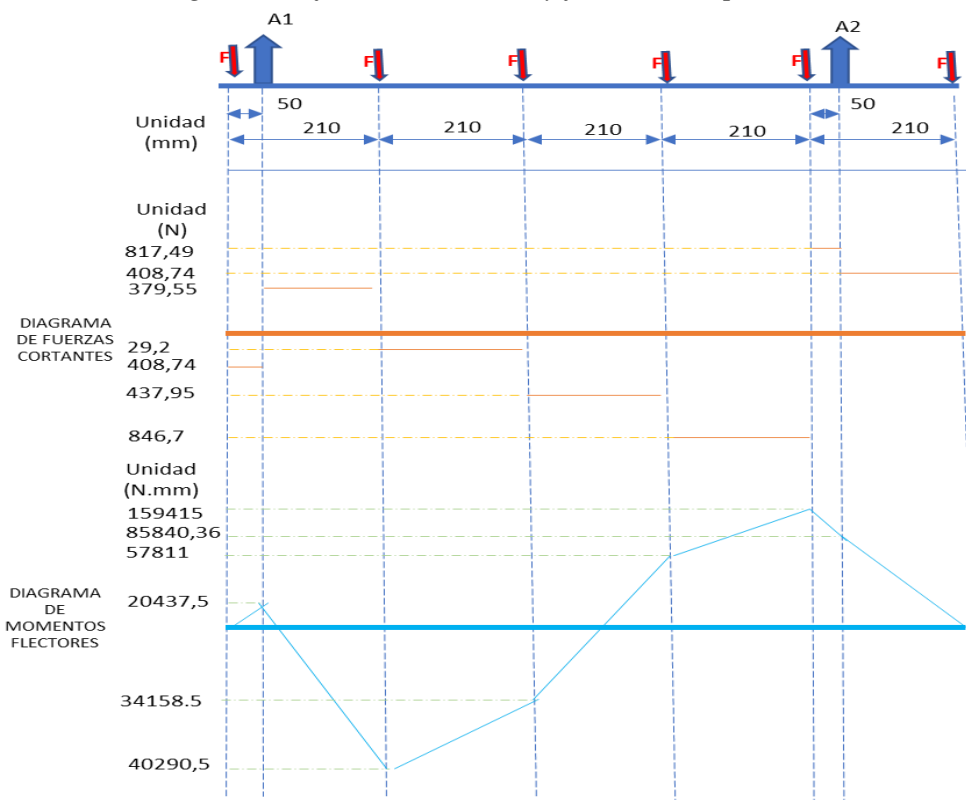 A1
A2
F
F
F
F
F
F
50
50
Unidad
(mm)
210
210
210
210
210
Unidad
(N)
817,49
408,74
379,55
DIAGRAMA
DE FUERZAS
CORTANTES
29,2
408,74
437,95
846,7
Unidad
(N.mm)
159415
85840,36
57811
20437,5
DIAGRAMA
DE
MOMENTOS
FLECTORES
34158.5
40290,5